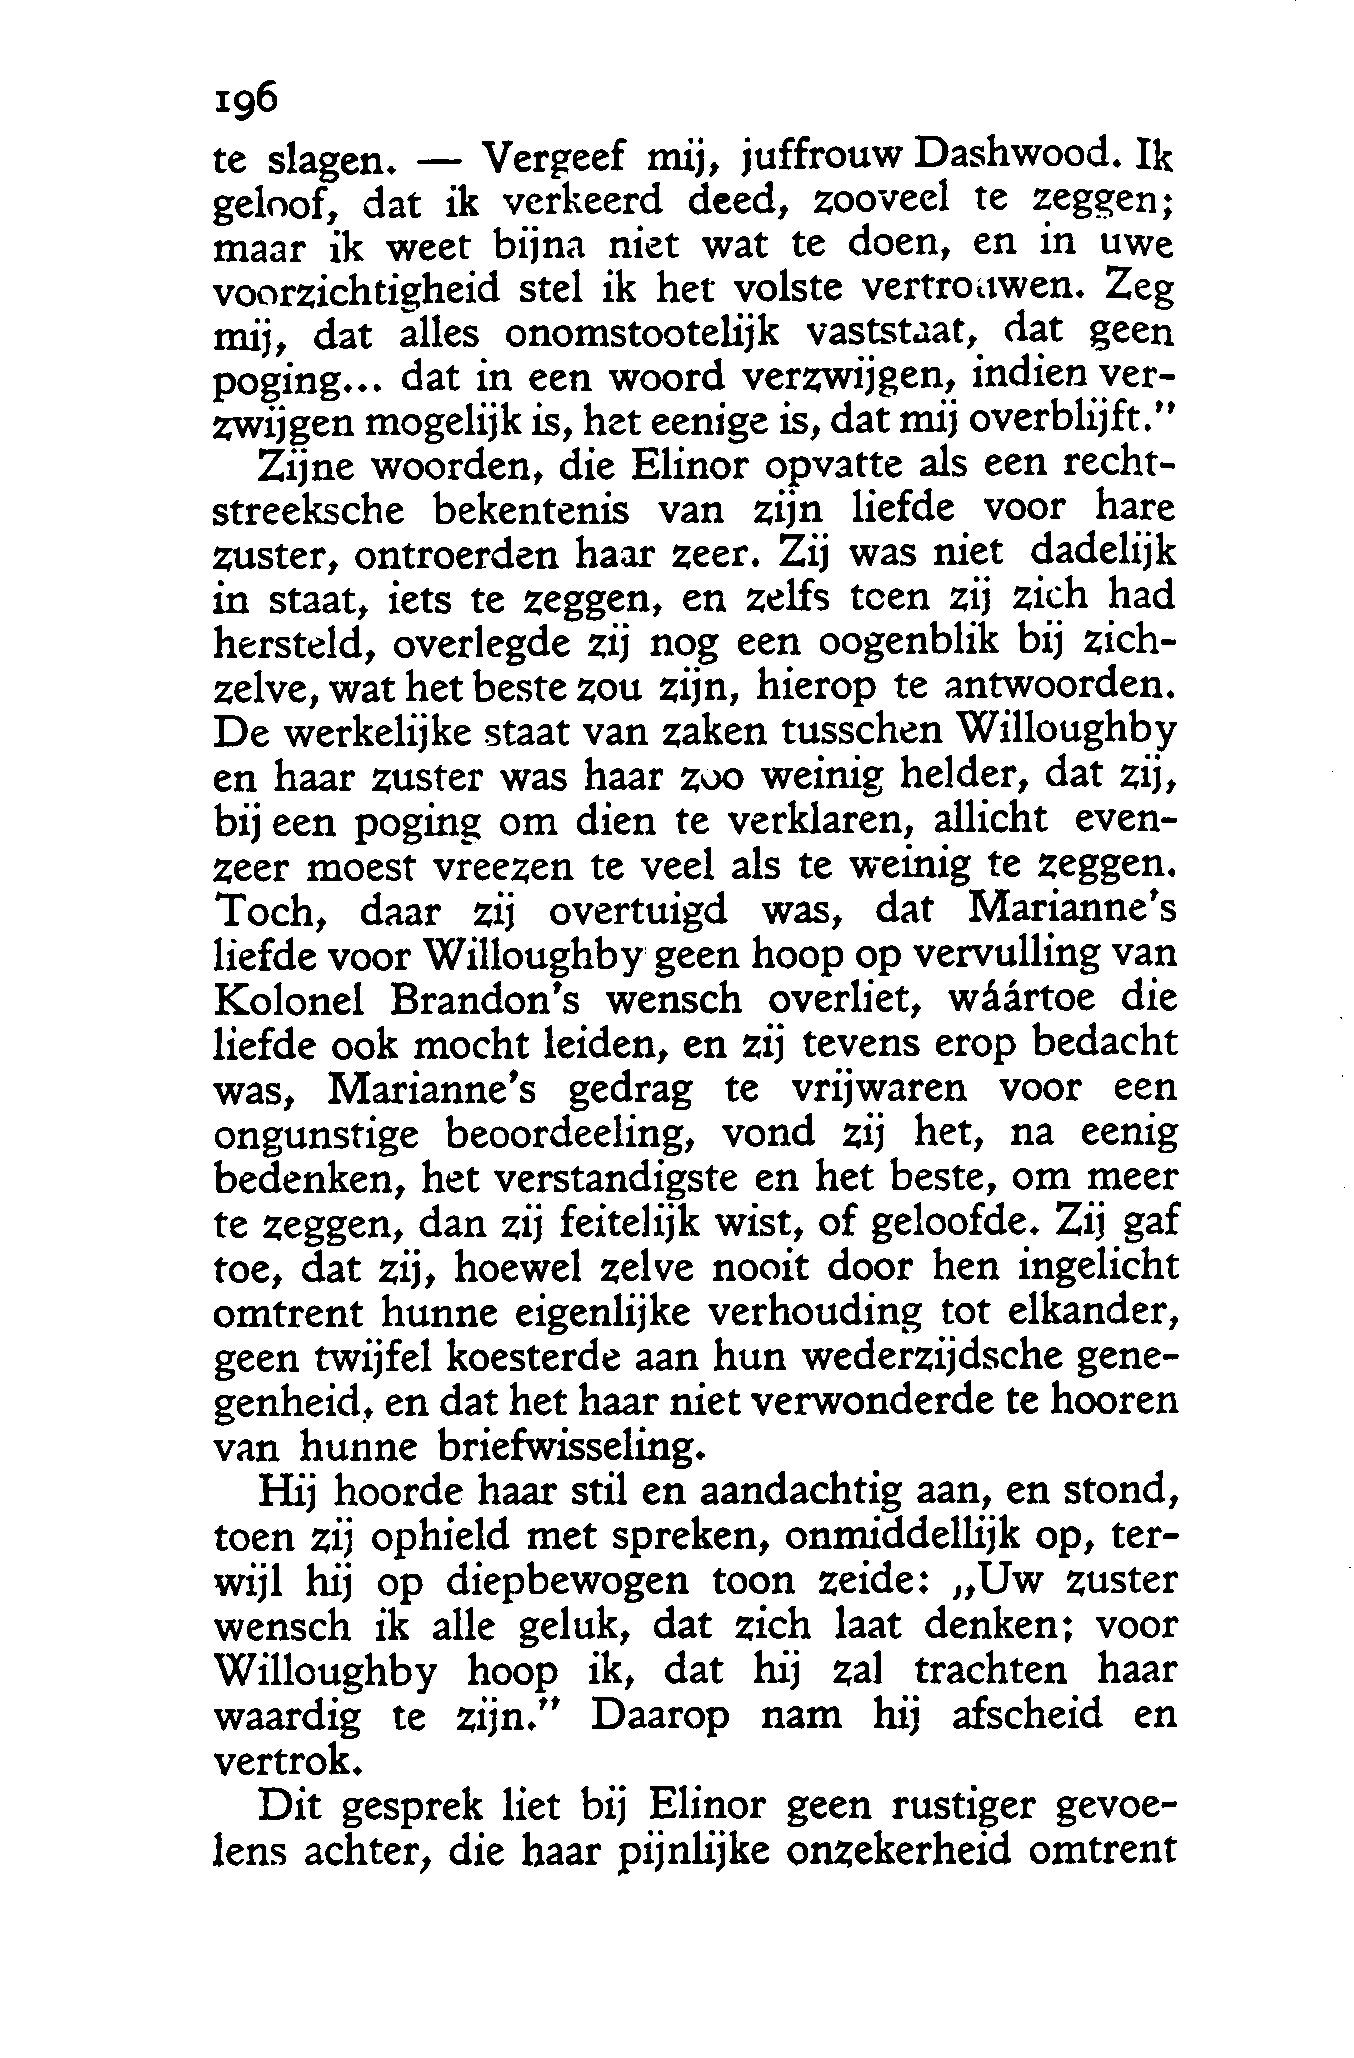 196
te slagen. — Vergeef mij, juffrouw Dashwood. Ik
geloof, dat ik verkeerd deed, zooveel te zeggen;
maar ik weet bijna niet wat te doen, en in uwe
voorzichtigheid stel ik het volste vertrouwen. Zeg
mij, dat alles onomstootelijk vaststaat, dat geen
poging... dat in een woord verzwijgen, indien ver-
zwijgen mogelijk is, het eenige is, dat mij overblijft."
Zijne woorden, die Elinor opvatte als een recht-
streeksche bekentenis van zijn liefde voor hare
zuster, ontroerden haar zeer. Zij was niet dadelijk
in staat, iets te zeggen, en zelfs toen zij zich had
hersteld, overlegde zij nog een oogenblik bij zich-
zelve, wat het beste zou zijn, hierop te antwoorden.
De werkelijke staat van zaken tusschen Willoughby
en haar zuster was haar zoo weinig helder, dat zij,
bij een poging om dien te verklaren, allicht even-
zeer moest vreezen te veel als te weinig te zeggen.
Toch, daar zij overtuigd was, dat Marianne's
liefde voor Willoughby geen hoop op vervulling van
Kolonel Brandon's wensch overliet, wáártoe die
liefde ook mocht leiden, en zij tevens erop bedacht
was, Marianne's gedrag te vrijwaren voor een
ongunstige beoordeeling, vond zij het, na eenig
bedenken, het verstandigste en het beste, om meer
te zeggen, dan zij feitelijk wist, of geloofde. Zij gaf
toe, dat zij, hoewel zelve nooit door hen ingelicht
omtrent hunne eigenlijke verhouding tot elkander,
geen twijfel koesterde aan hun wederzijdsche gene-
genheid, en dat het haar niet verwonderde te hooren
van hunne briefwisseling.
Hij hoorde haar stil en aandachtig aan, en stond,
toen zij ophield met spreken, onmiddellijk op, ter-
wijl hij op diepbewogen toon zeide: „Uw zuster
wensch ik alle geluk, dat zich laat denken; voor
Willoughby hoop ik, dat hij zal trachten haar
waardig te zijn." Daarop nam hij afscheid en
vertrok.
Dit gesprek liet bij Elinor geen rustiger gevoe-
lens achter, die haar pijnlijke onzekerheid omtrent